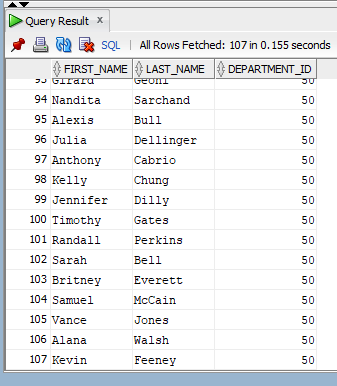 Query Result ×
SQL | All Rows Fetched: 107 in 0.155 seconds
FIRST_NAME LAST_NAME DEPARTMENT_ID
93 Girard Geoni 50
94 Nandita Sarchand 50
95 Alexis Bull 50
96 Julia Dellinger 50
97 Anthony Cabrio 50
98 Kelly Chung 50
99 Jennifer Dilly 50
100 Timothy Gates 50
101 Randall Perkins 50
102 Sarah Bell 50
103 Britney Everett 50
104 Samuel McCain 50
105 Vance Jones 50
106 Alana Walsh 50
107 Kevin Feeney 50